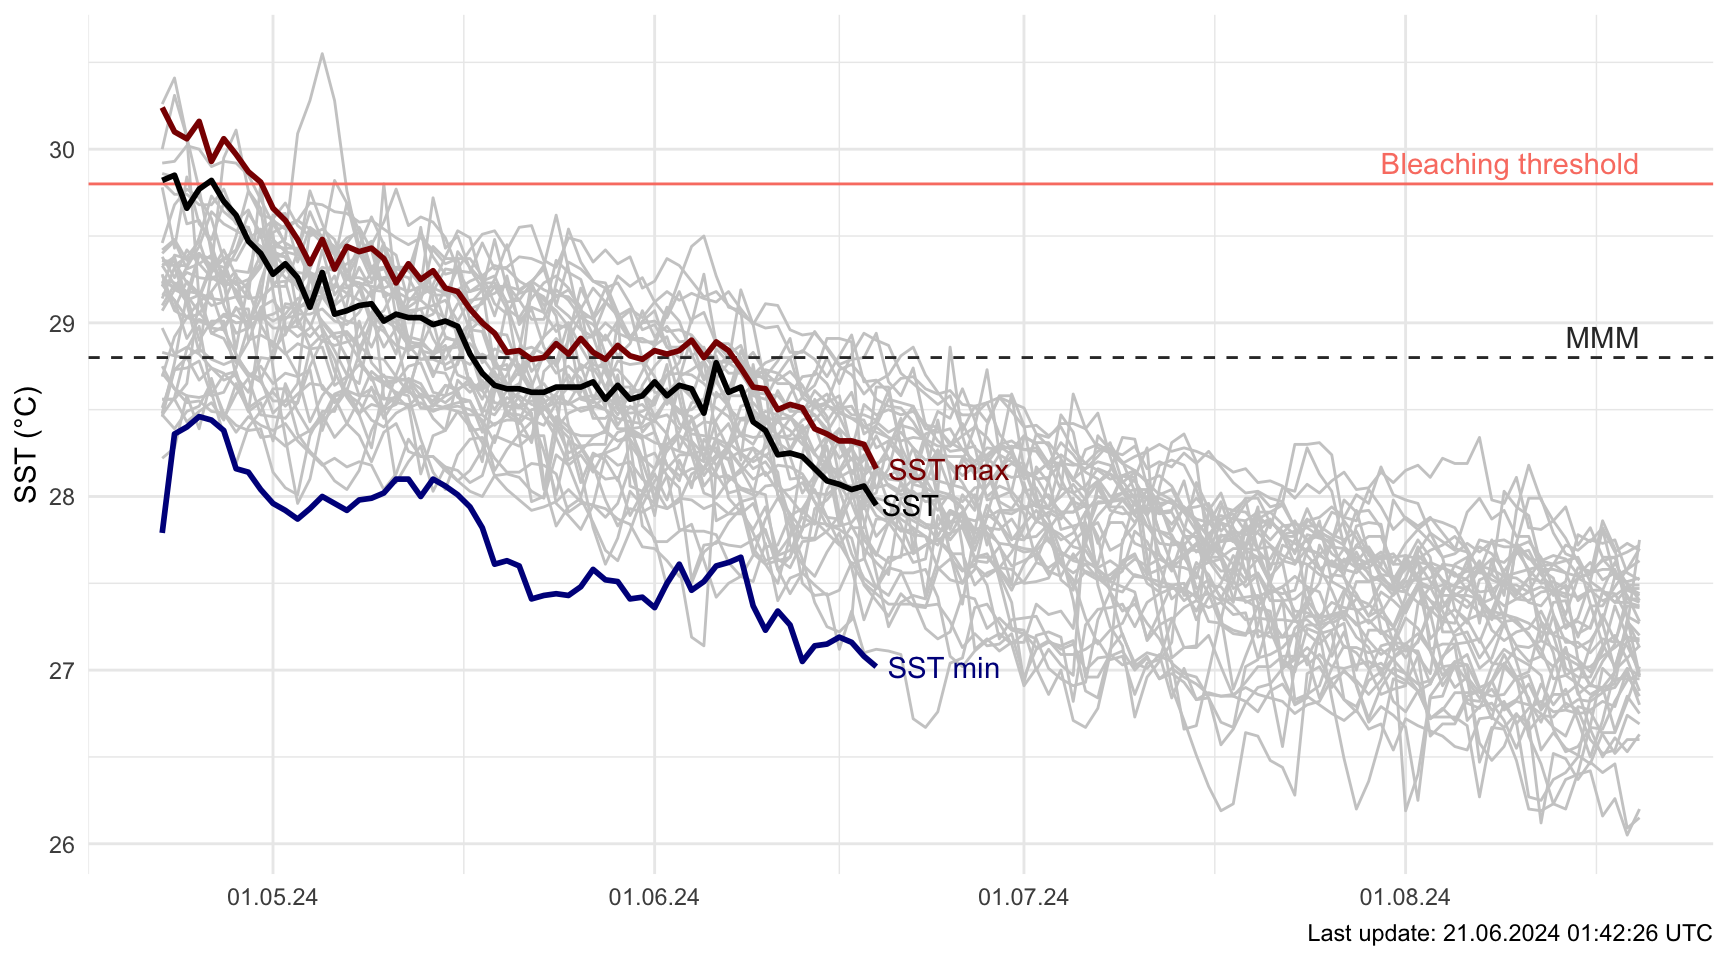 30
29
28
27
26
SST (°C)
Bleaching threshold
MMM
SST max
SST
SST min
01.05.24
01.06.24
01.07.24
01.08.24
Last update: 21.06.2024 01:42:26 UTC